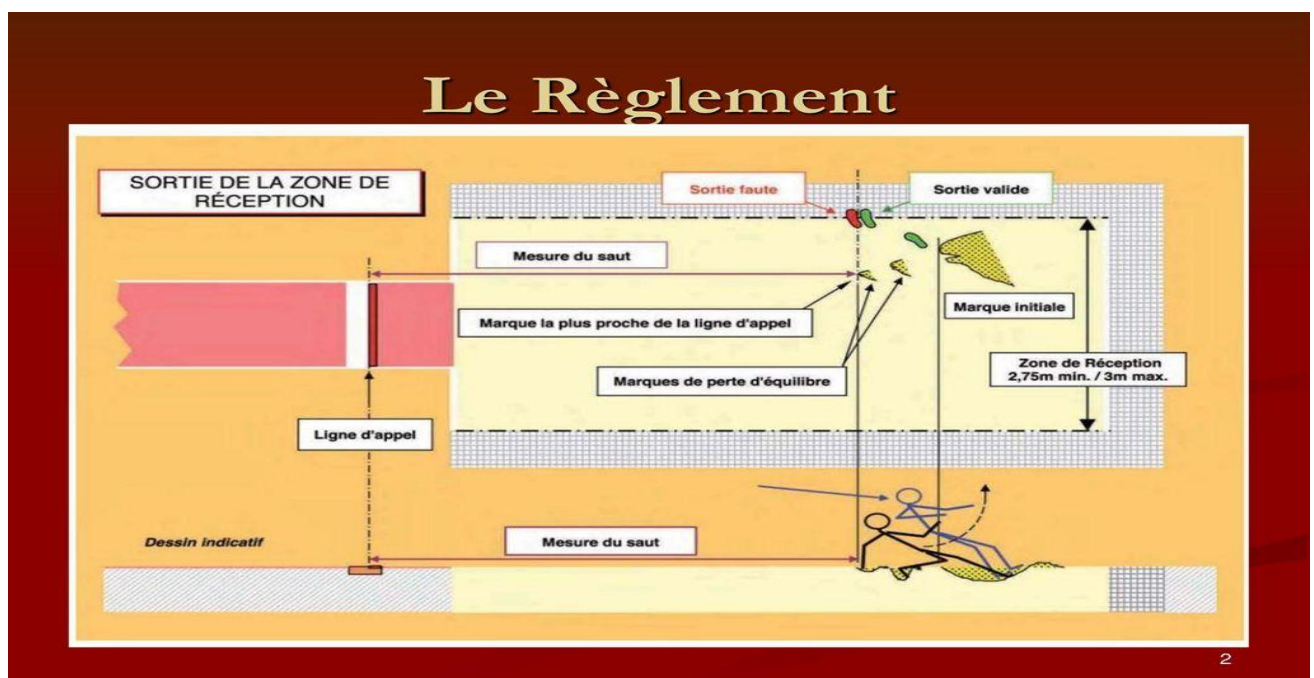 Le Règlement
SORTIE DE LA ZONE DE
RÉCEPTION
Sortie faute
Sortie valide
Mesure du saut
Marque initiale
Marque la plus proche de la ligne d'appel
Zone de Réception
2,75m min. / 3m max.
Marques de perte d'équilibre
Ligne d'appel
Dessin indicatif
Mesure du saut
2